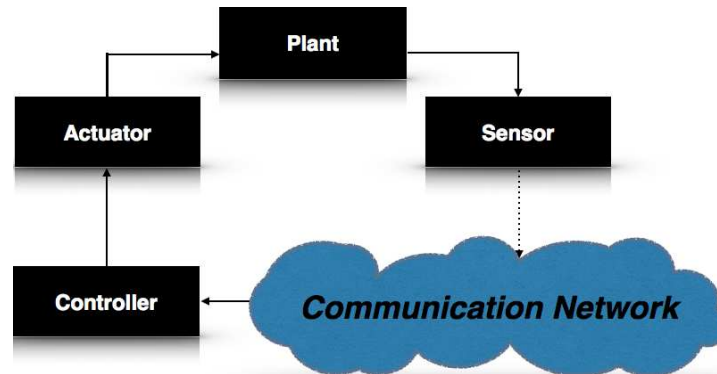 Plant
Actuator
Sensor
Controller
Communication Network